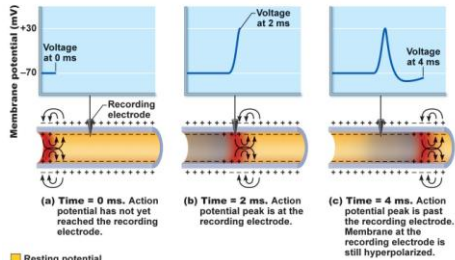 Membrane potential (mV)
+30
–70
Voltage
at 0 ms
Voltage
at 2 ms
Voltage
at 4 ms
Recording
electrode
(a) Time = 0 ms. Action
potential has not yet
reached the recording
electrode.
(b) Time = 2 ms. Action
potential peak is at the
recording electrode.
(c) Time = 4 ms. Action
potential peak is past
the recording electrode.
Membrane at the
recording electrode is
still hyperpolarized.
Resting potential